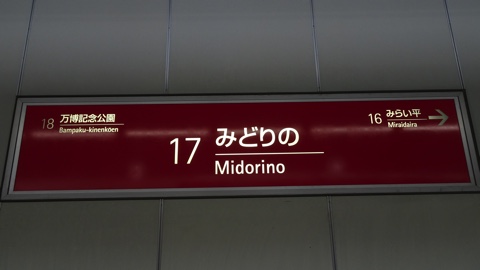 18 万博記念公園
Bampaku-kinenkōen
17 みどりの
Midorino
16 みらい平
Miraidaira